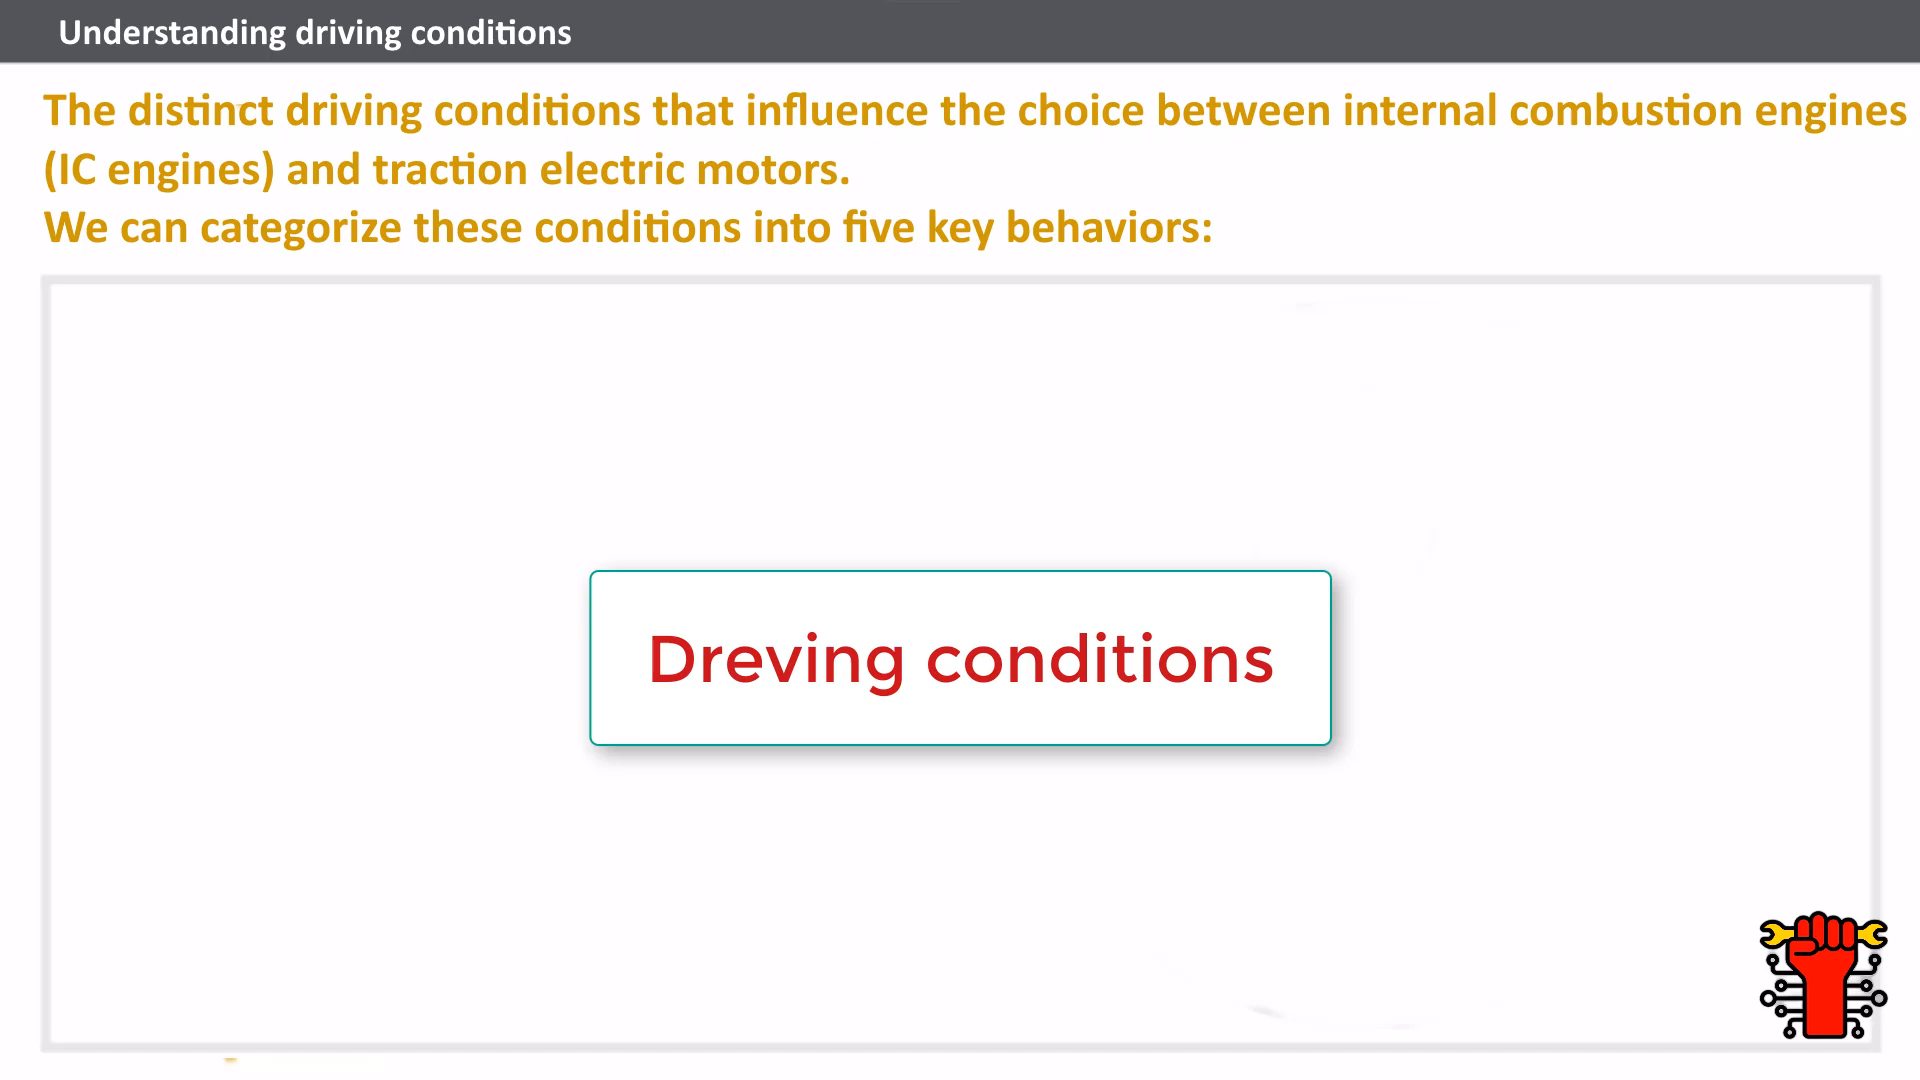 Understanding driving conditions
The distinct driving conditions that influence the choice between internal combustion engines
(IC engines) and traction electric motors.
We can categorize these conditions into five key behaviors:
Dreving conditions